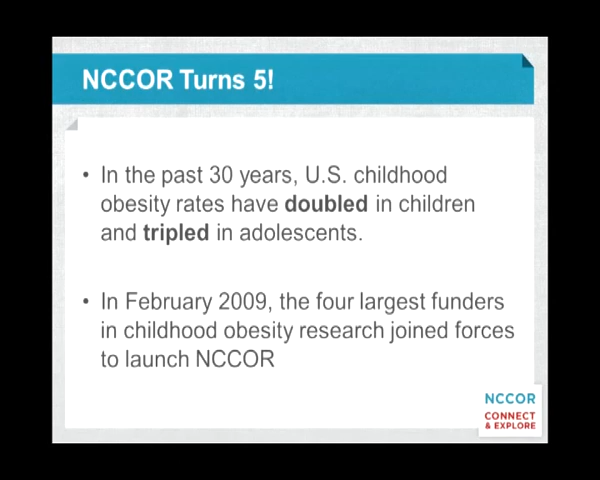 NCCOR Turns 5!
• In the past 30 years, U.S. childhood
obesity rates have doubled in children
and tripled in adolescents.
• In February 2009, the four largest funders
in childhood obesity research joined forces
to launch NCCOR
NCCOR
CONNECT
& EXPLORE